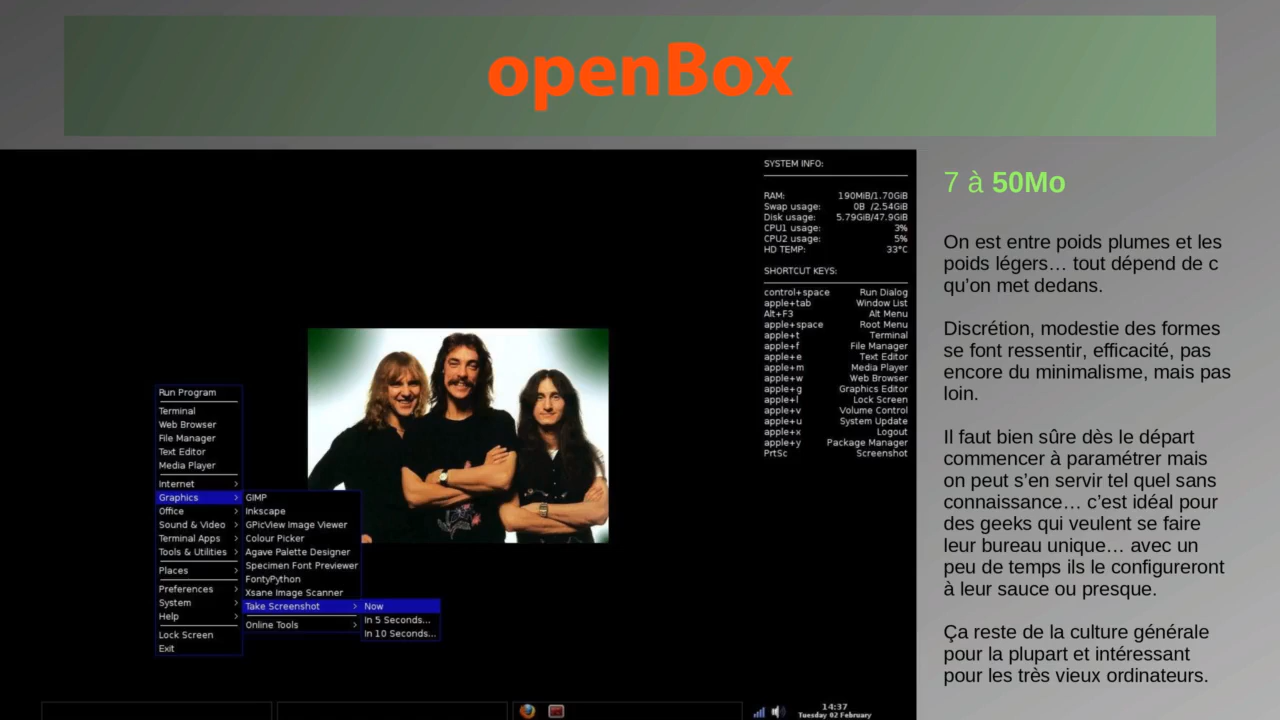 openBox
SYSTEM INFO:
RAM: 190MiB/1.70GiB
Swap usage: 0B /2.54GiB
Disk usage: 5.79GiB/47.9GiB
CPU1 usage: 3%
CPU2 usage: 5%
HD TEMP: 33°C
SHORTCUT KEYS:
control+space Run Dialog
apple+tab Window List
Alt+F3 Alt Menu
apple+space Root Menu
apple+t Terminal
apple+f File Manager
apple+e Text Editor
apple+m Media Player
apple+w Web Browser
apple+g Graphics Editor
apple+l Lock Screen
apple+v Volume Control
apple+u System Update
apple+x Logout
apple+y Package Manager
PrtSc Screenshot
Run Program
Terminal
Web Browser
File Manager
Text Editor
Media Player
Internet
Graphics
Office
Sound & Video
Terminal Apps
Tools & Utilities
Places
Preferences
System
Help
Lock Screen
Exit
GIMP
Inkscape
GPicView Image Viewer
Colour Picker
Agave Palette Designer
Specimen Font Previewer
FontyPython
Xsane Image Scanner
Take Screenshot
Online Tools
Now
In 5 Seconds...
In 10 Seconds...
14:37
Tuesday 02 February
7 à 50Mo
On est entre poids plumes et les
poids légers… tout dépend de c
qu’on met dedans.
Discrétion, modestie des formes
se font ressentir, efficacité, pas
encore du minimalisme, mais pas
loin.
Il faut bien sûre dès le départ
commencer à paramétrer mais
on peut s’en servir tel quel sans
connaissance… c’est idéal pour
des geeks qui veulent se faire
leur bureau unique… avec un
peu de temps ils le configureront
à leur sauce ou presque.
Ça reste de la culture générale
pour la plupart et intéressant
pour les très vieux ordinateurs.